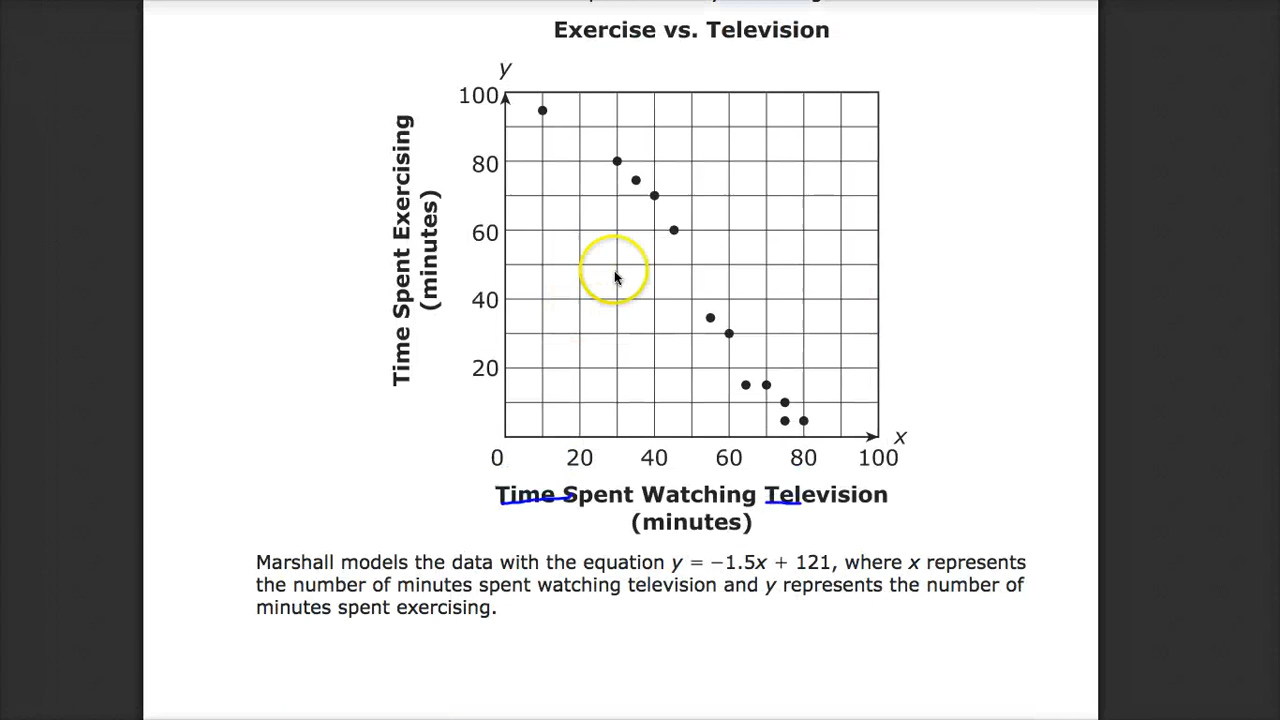 Exercise vs. Television
y
100
80
60
40
20
Time Spent Exercising
(minutes)
x
0 20 40 60 80 100
Time Spent Watching Television
(minutes)
Marshall models the data with the equation y = −1.5x + 121, where x represents
the number of minutes spent watching television and y represents the number of
minutes spent exercising.